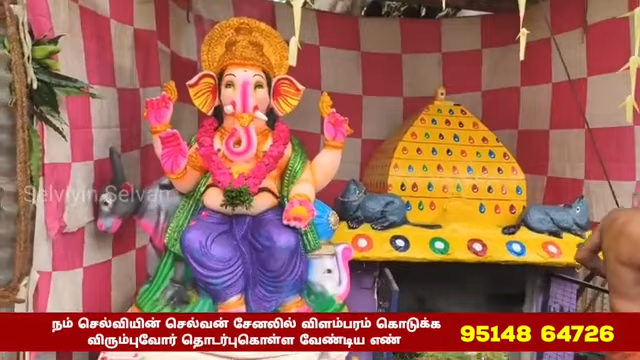 Selviyin Selvan
நம் செல்வியின் செல்வன் சேனலில் விளம்பரம் கொடுக்க
விரும்புவோர் தொடர்புகொள்ள வேண்டிய எண்
95148 64726